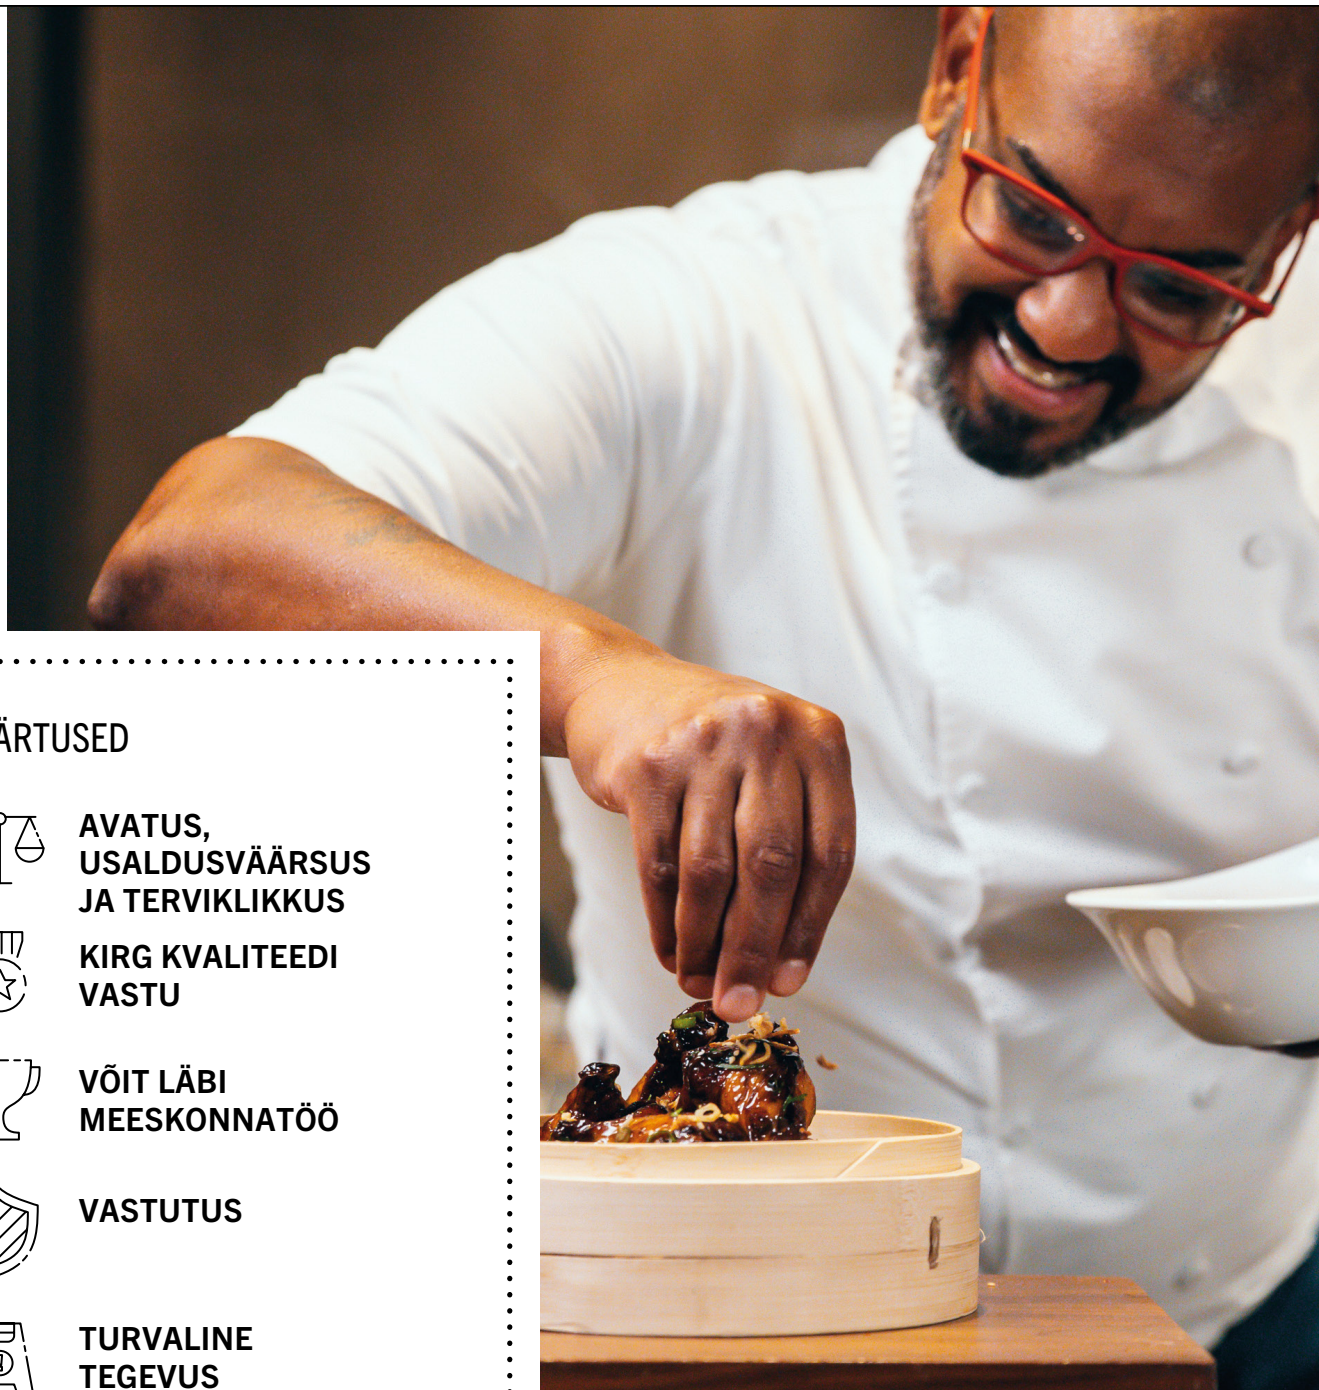 ÄRTUSED
AVATUS,
USALDUSVÄÄRSUS
JA TERVIKLIKKUS
KIRG KVALITEEDI
VASTU
VÕIT LÄBI
MEESKONNATÖÖ
VASTUTUS
TURVALINE
TEGEVUS